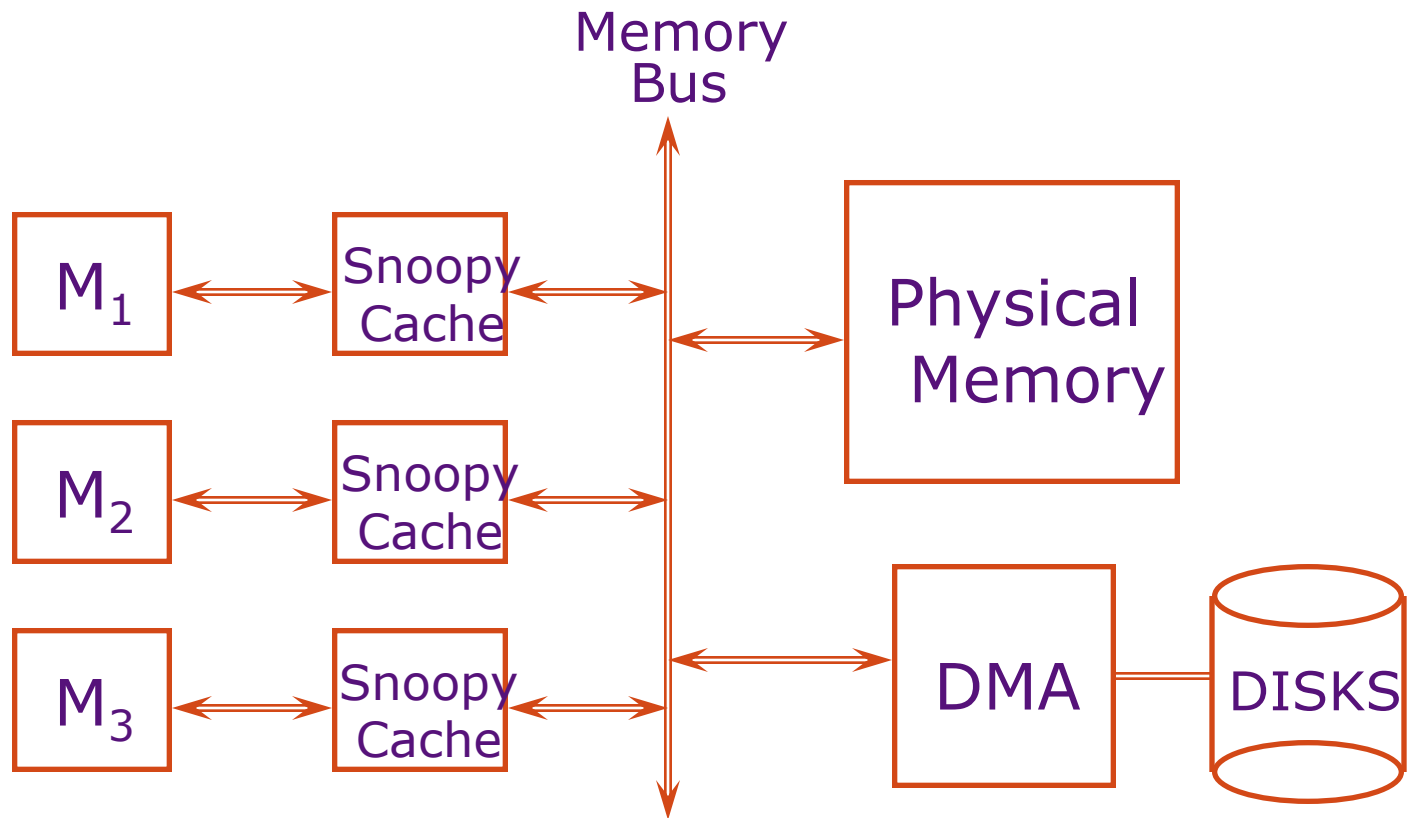 Memory
Bus
M₁
Snoopy
Cache
Physical
Memory
M₂
Snoopy
Cache
M₃
Snoopy
Cache
DMA
DISKS